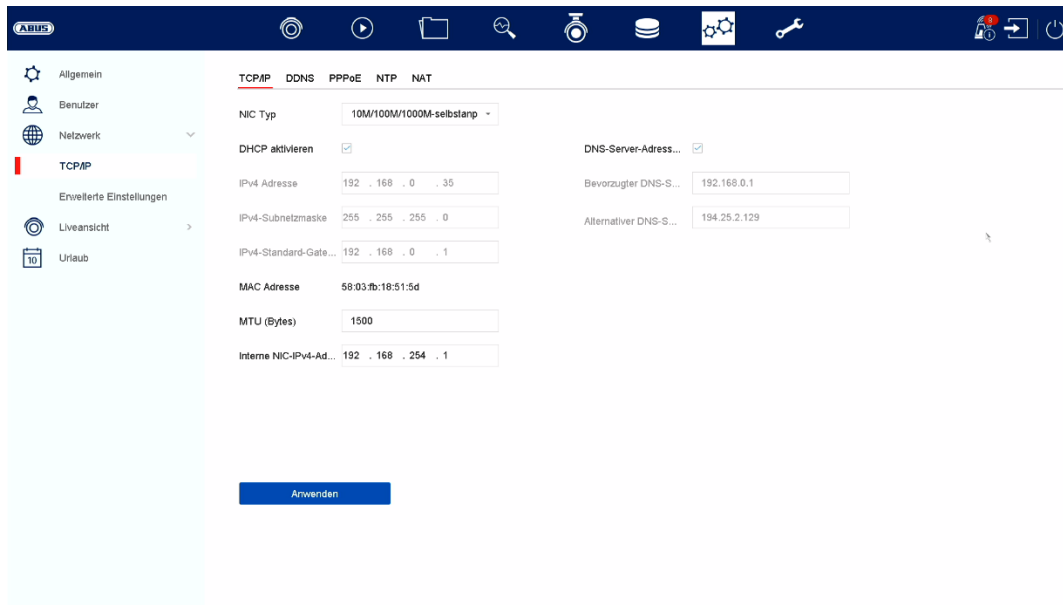 ABUS
8
Allgemein
Benutzer
Netzwerk
TCP/IP
Erweiterte Einstellungen
Liveansicht
10
Urlaub
TCP/IP DDNS PPPoE NTP NAT
NIC Typ 10M/100M/1000M-selbstanp
DHCP aktivieren DNS-Server-Adress...
IPv4 Adresse 192 . 168 . 0 . 35 Bevorzugter DNS-S... 192.168.0.1
IPv4-Subnetzmaske 255 . 255 . 255 . 0 Alternativer DNS-S... 194.25.2.129
IPv4-Standard-Gate... 192 . 168 . 0 . 1
MAC Adresse 58:03:fb:18:51:5d
MTU (Bytes) 1500
Interne NIC-IPv4-Ad... 192 . 168 . 254 . 1
Anwenden